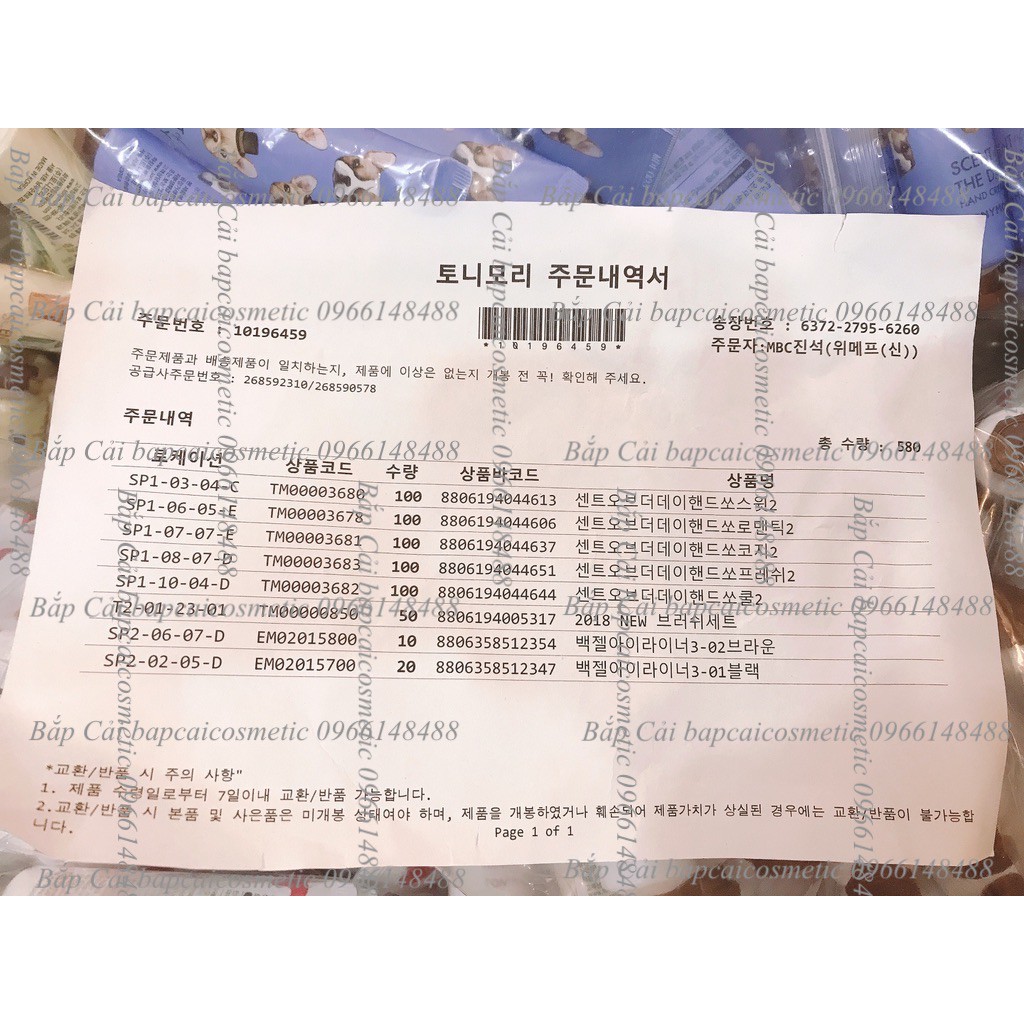 토니모리 주문내역서
주문번호 : 10196459
*10196459*
송장번호 : 6372-2795-6260
주문자:MBC진석(위메프(신))
주문제품과 배송제품이 일치하는지, 제품에 이상은 없는지 개봉 전 꼭! 확인해 주세요.
공급사주문번호 : 268592310/268590578
주문내역
총 수량 : 580
로케이션 상품코드 수량 상품바코드 상품명
SP1-03-04-C TM00003680 100 8806194044613 센트오브더데이핸드쏘스윗2
SP1-06-05-E TM00003678 100 8806194044606 센트오브더데이핸드쏘로맨틱2
SP1-07-07-E TM00003681 100 8806194044637 센트오브더데이핸드쏘코지2
SP1-08-07-D TM00003683 100 8806194044651 센트오브더데이핸드쏘프레쉬2
SP1-10-04-D TM00003682 100 8806194044644 센트오브더데이핸드쏘쿨2
T2-01-23-01 TM00000850 50 8806194005317 2018 NEW 브러쉬세트
SP2-06-07-D EM02015800 10 8806358512354 백젤아이라이너3-02브라운
SP2-02-05-D EM02015700 20 8806358512347 백젤아이라이너3-01블랙
*교환/반품 시 주의 사항"
1. 제품 수령일로부터 7일이내 교환/반품 가능합니다.
2.교환/반품 시 본품 및 사은품은 미개봉 상태여야 하며, 제품을 개봉하였거나 훼손되어 제품가치가 상실된 경우에는 교환/반품이 불가능합
니다.
Page 1 of 1
Bắp Cải bapcaicosmetic 0966148488